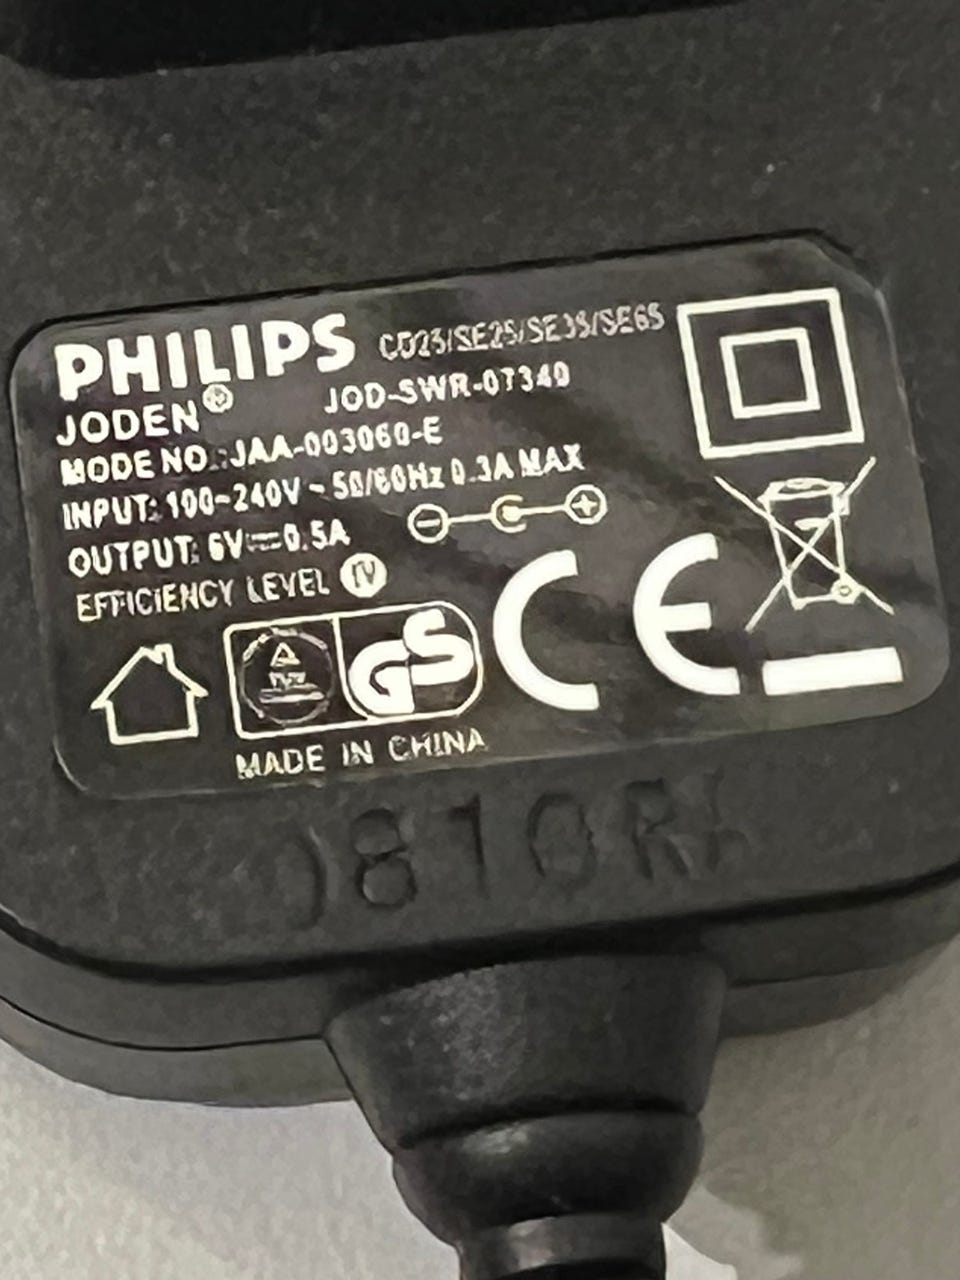 PHILIPS CD25/SE25/SE35/SE65
JODEN® JOD-SWR-07340
MODE NO.:JAA-003060-E
INPUT: 100~240V ~ 50/60Hz 0.3A MAX
OUTPUT: 6V⎓0.5A
EFFICIENCY LEVEL IV
GS CE
MADE IN CHINA